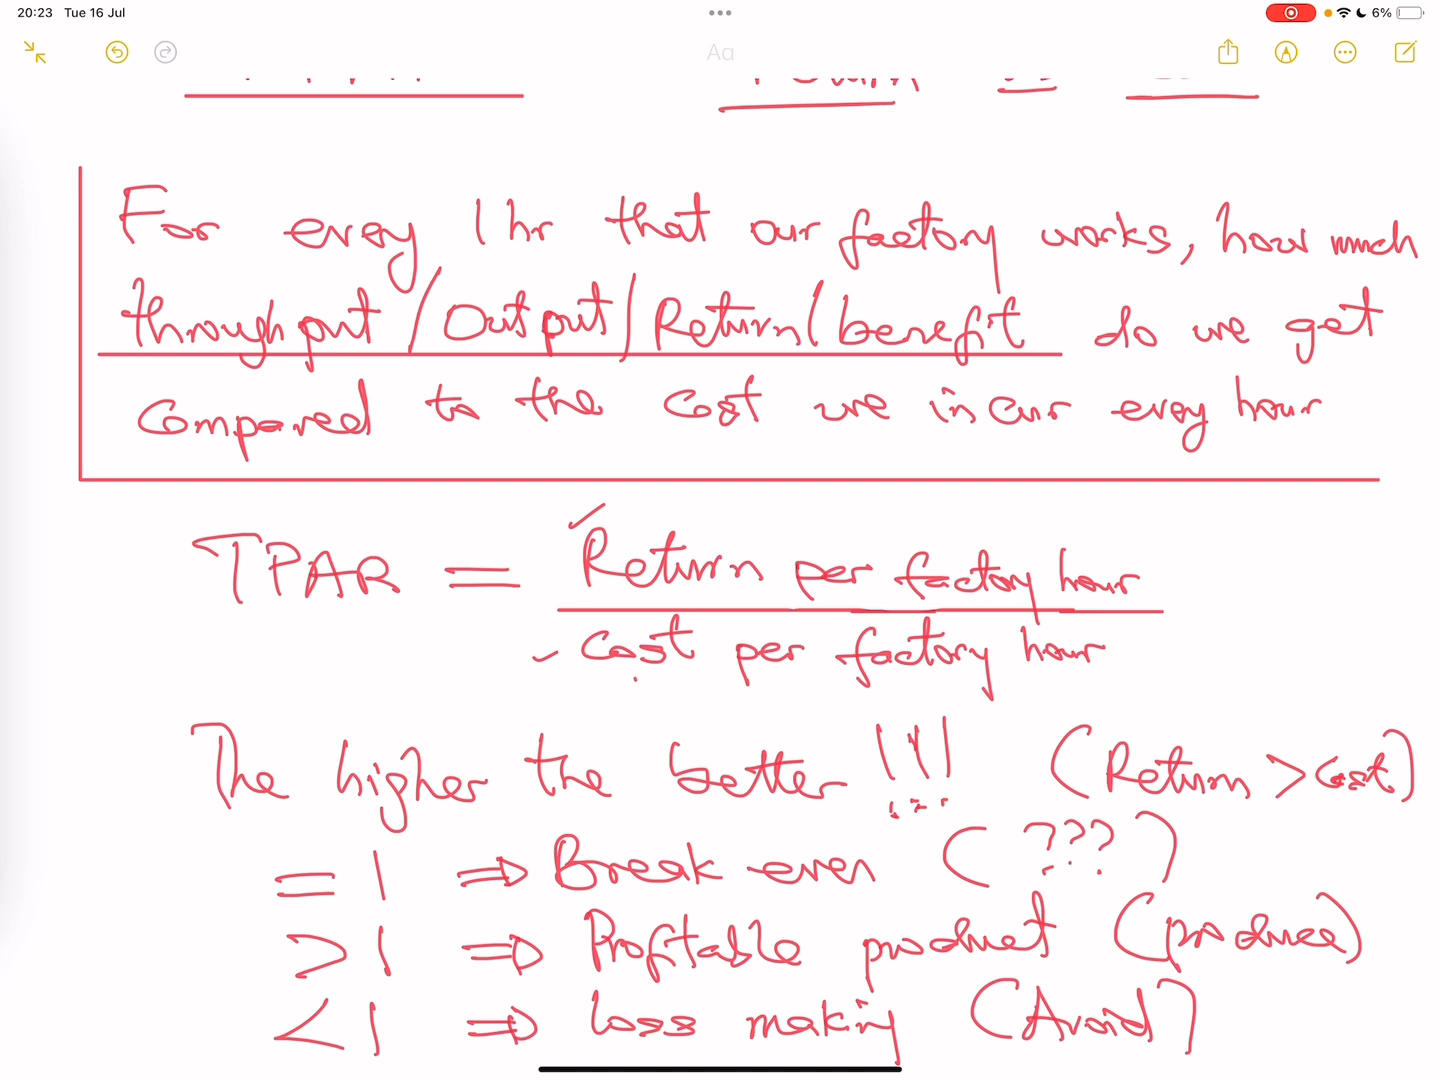 20:23 Tue 16 Jul
6%
Aa
For every 1 hr that our factory works, how much
throughput/Output/Return/benefit do we get
Compared to the cost we incur every hour
TPAR = Return per factory hour
Cost per factory hour
The higher the better !!! (Return > Cost)
= 1 ⇒ Break even (???)
> 1 ⇒ Profitable product (produce)
< 1 ⇒ loss making (Avoid)